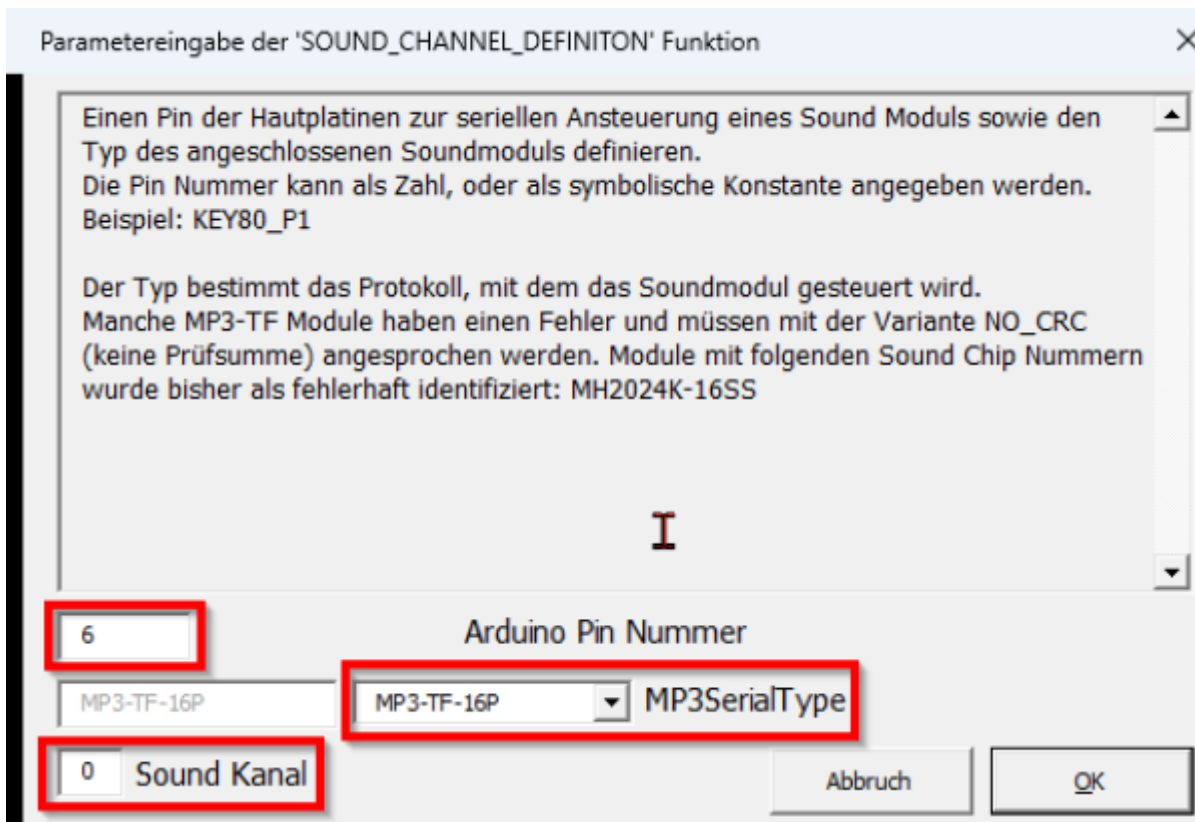 Parametereingabe der 'SOUND_CHANNEL_DEFINITON' Funktion
Einen Pin der Hautplatinen zur seriellen Ansteuerung eines Sound Moduls sowie den
Typ des angeschlossenen Soundmoduls definieren.
Die Pin Nummer kann als Zahl, oder als symbolische Konstante angegeben werden.
Beispiel: KEY80_P1
Der Typ bestimmt das Protokoll, mit dem das Soundmodul gesteuert wird.
Manche MP3-TF Module haben einen Fehler und müssen mit der Variante NO_CRC
(keine Prüfsumme) angesprochen werden. Module mit folgenden Sound Chip Nummern
wurde bisher als fehlerhaft identifiziert: MH2024K-16SS
6 Arduino Pin Nummer
MP3-TF-16P MP3-TF-16P MP3SerialType
0 Sound Kanal Abbruch OK